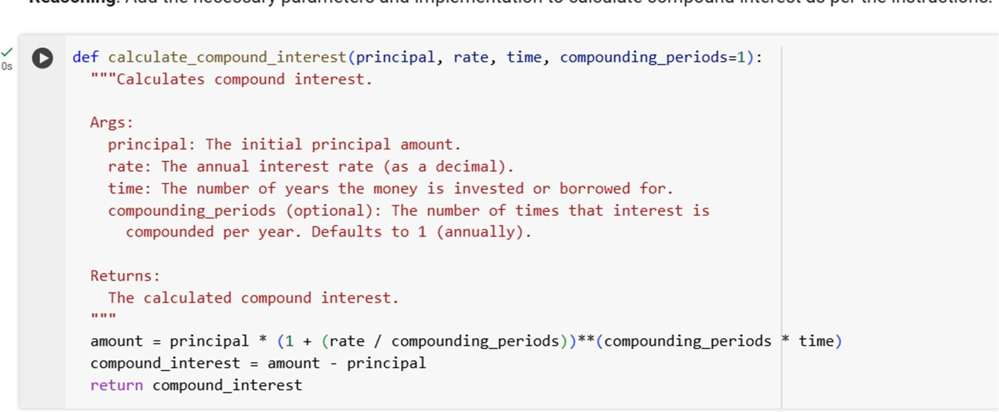 Reasoning: Add the necessary parameters and implementation to calculate compound interest as per the instructions.
0s
def calculate_compound_interest(principal, rate, time, compounding_periods=1):
"""Calculates compound interest.
Args:
principal: The initial principal amount.
rate: The annual interest rate (as a decimal).
time: The number of years the money is invested or borrowed for.
compounding_periods (optional): The number of times that interest is
compounded per year. Defaults to 1 (annually).
Returns:
The calculated compound interest.
"""
amount = principal * (1 + (rate / compounding_periods))**(compounding_periods * time)
compound_interest = amount - principal
return compound_interest